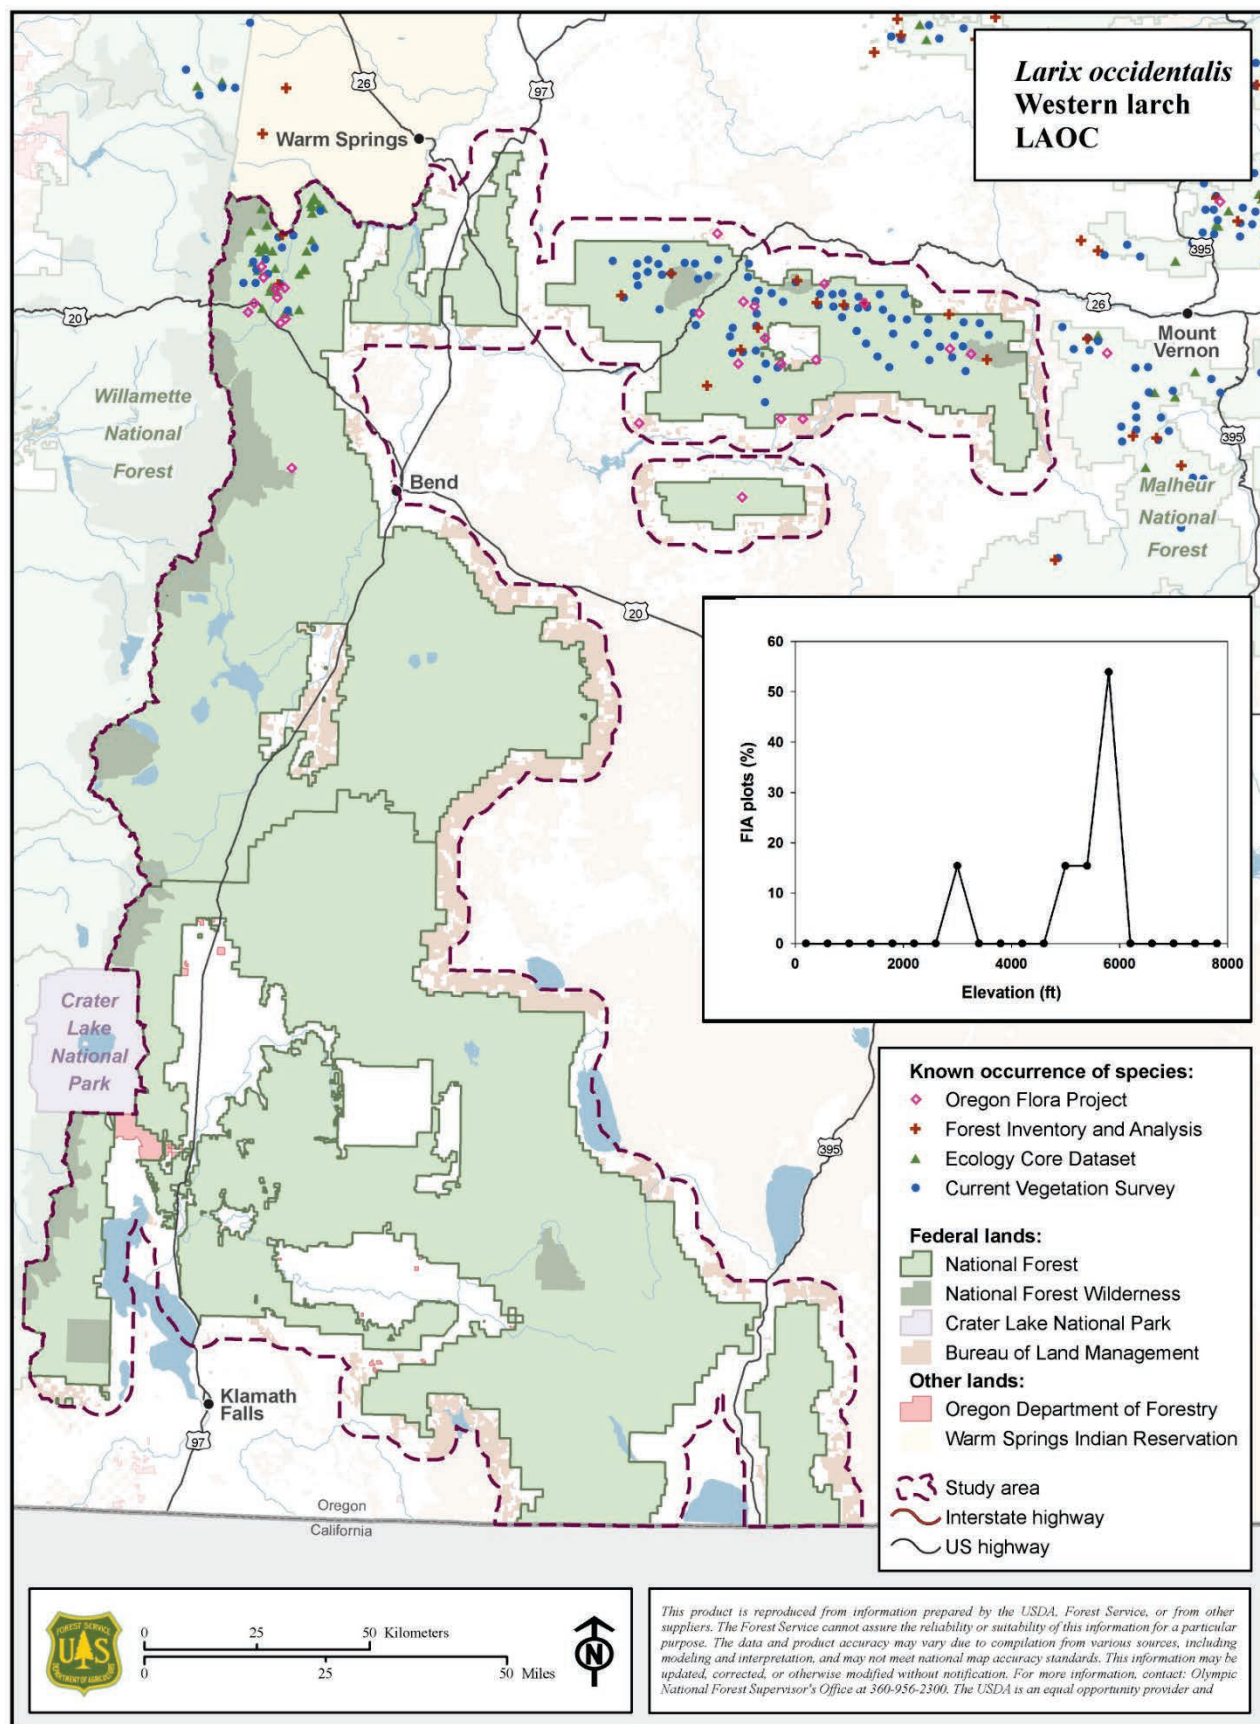 Larix occidentalis
Western larch
LAOC
26
97
Warm Springs
20
395
26
Mount
Vernon
Willamette
National
Forest
395
Bend
Malheur
National
Forest
20
60
50
40
30
20
10
0
FIA plots (%)
0 2000 4000 6000 8000
Elevation (ft)
Crater
Lake
National
Park
395
Klamath
Falls
97
Oregon
California
Known occurrence of species:
Oregon Flora Project
Forest Inventory and Analysis
Ecology Core Dataset
Current Vegetation Survey
Federal lands:
National Forest
National Forest Wilderness
Crater Lake National Park
Bureau of Land Management
Other lands:
Oregon Department of Forestry
Warm Springs Indian Reservation
Study area
Interstate highway
US highway
FOREST SERVICE
U S
DEPARTMENT OF AGRICULTURE
0 25 50 Kilometers
0 25 50 Miles
N
This product is reproduced from information prepared by the USDA, Forest Service, or from other
suppliers. The Forest Service cannot assure the reliability or suitability of this information for a particular
purpose. The data and product accuracy may vary due to compilation from various sources, including
modeling and interpretation, and may not meet national map accuracy standards. This information may be
updated, corrected, or otherwise modified without notification. For more information, contact: Olympic
National Forest Supervisor's Office at 360-956-2300. The USDA is an equal opportunity provider and